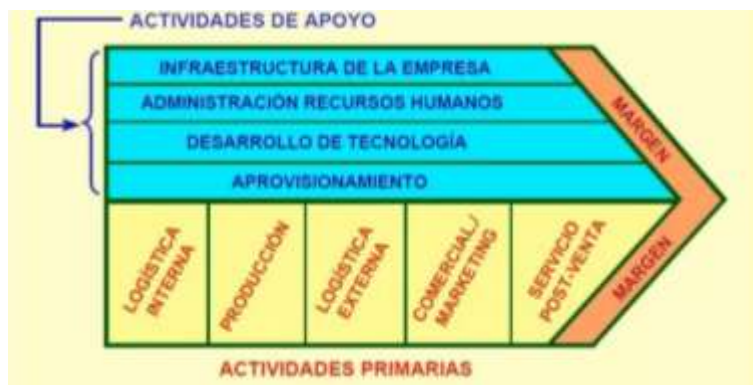 ACTIVIDADES DE APOYO
INFRAESTRUCTURA DE LA EMPRESA
ADMINISTRACIÓN RECURSOS HUMANOS
DESARROLLO DE TECNOLOGÍA
APROVISIONAMIENTO
MARGEN
LOGÍSTICA
INTERNA
PRODUCCIÓN
LOGÍSTICA
EXTERNA
COMERCIAL/
MARKETING
SERVICIO
POST-VENTA
MARGEN
ACTIVIDADES PRIMARIAS